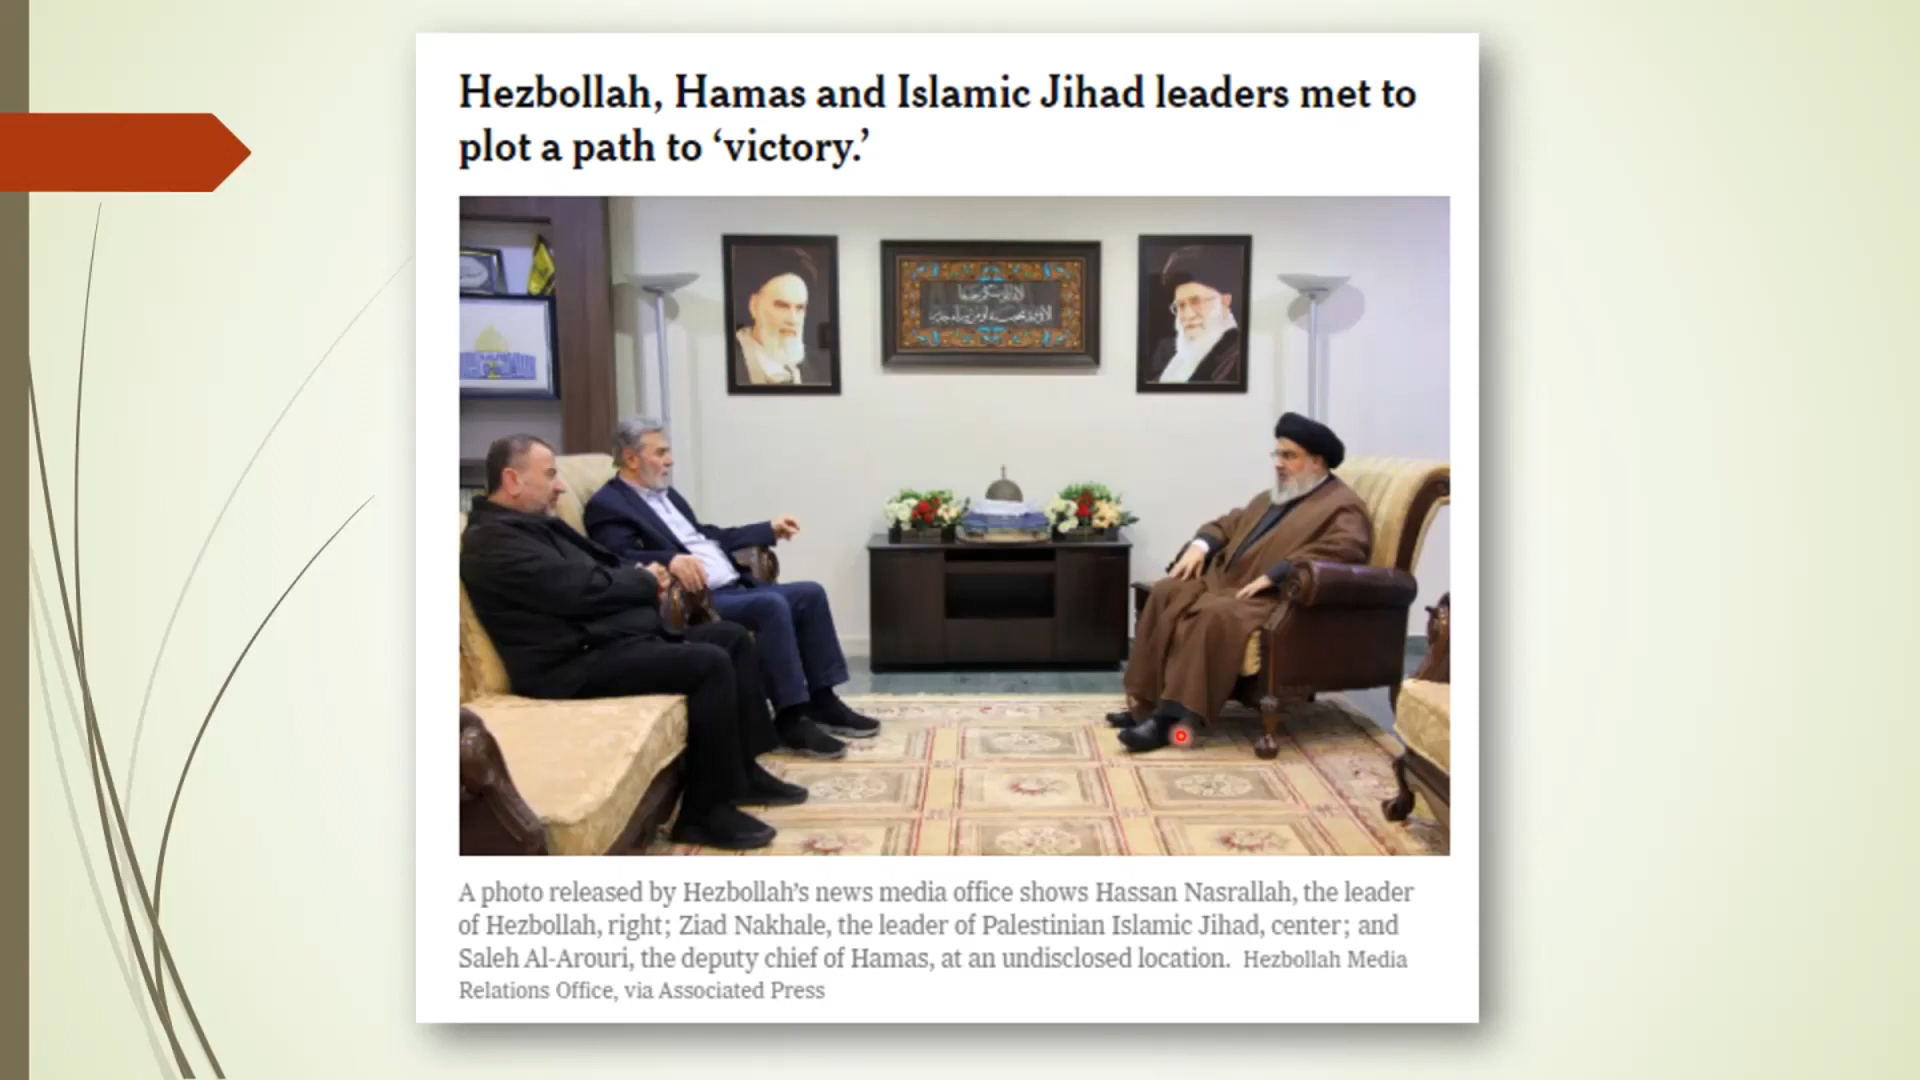 Hezbollah, Hamas and Islamic Jihad leaders met to
plot a path to ‘victory.’
A photo released by Hezbollah’s news media office shows Hassan Nasrallah, the leader
of Hezbollah, right; Ziad Nakhale, the leader of Palestinian Islamic Jihad, center; and
Saleh Al-Arouri, the deputy chief of Hamas, at an undisclosed location. Hezbollah Media
Relations Office, via Associated Press